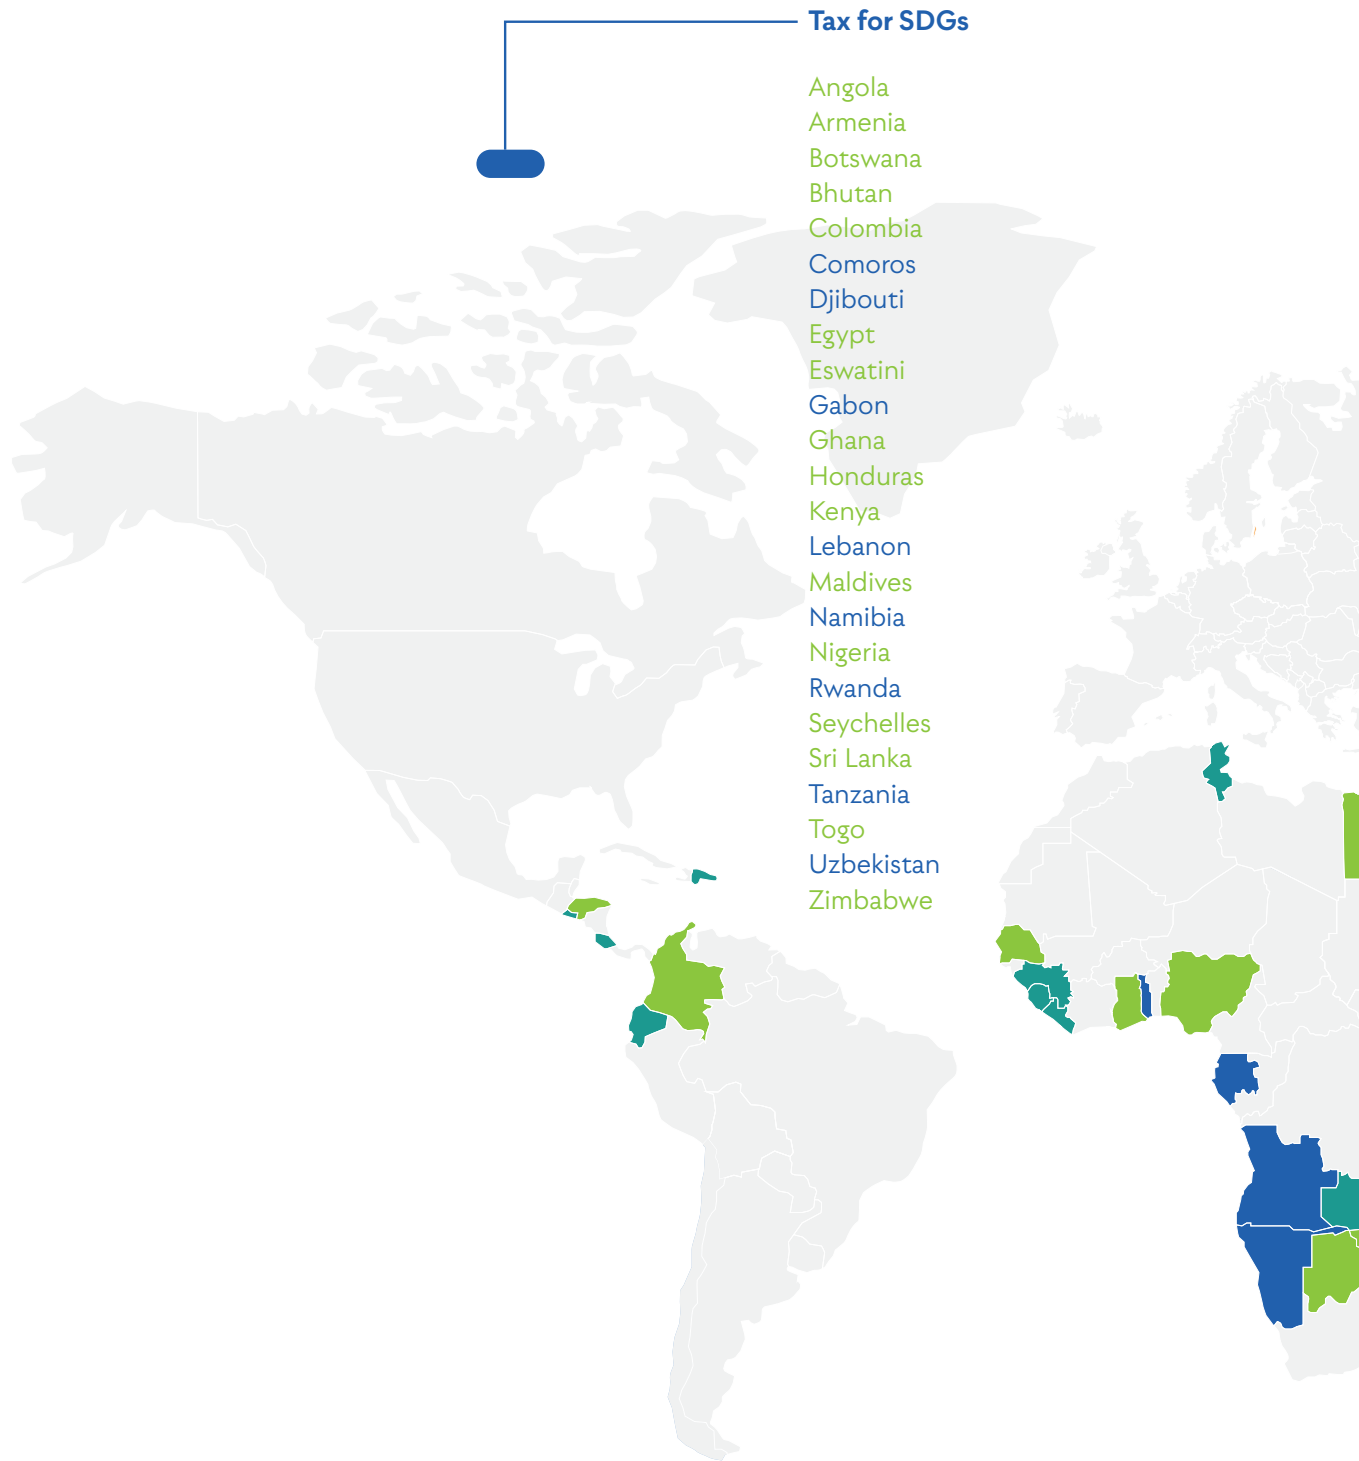 Tax for SDGs
Angola
Armenia
Botswana
Bhutan
Colombia
Comoros
Djibouti
Egypt
Eswatini
Gabon
Ghana
Honduras
Kenya
Lebanon
Maldives
Namibia
Nigeria
Rwanda
Seychelles
Sri Lanka
Tanzania
Togo
Uzbekistan
Zimbabwe